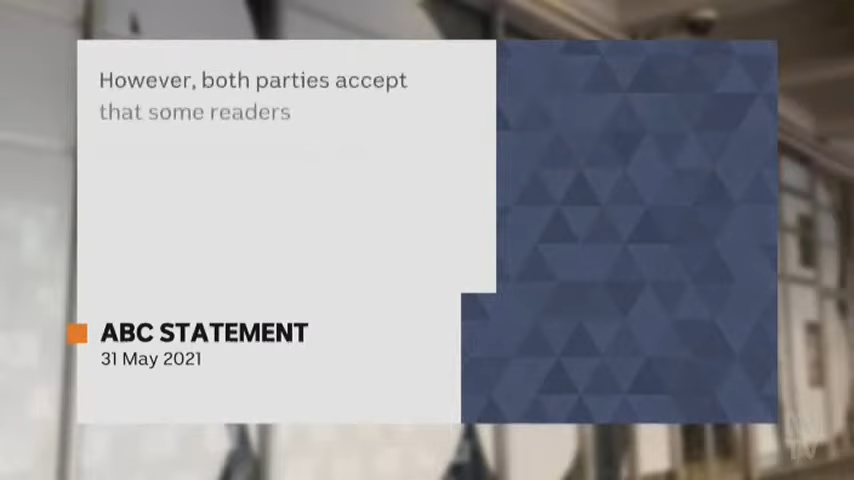 However, both parties accept
that some readers
ABC STATEMENT
31 May 2021